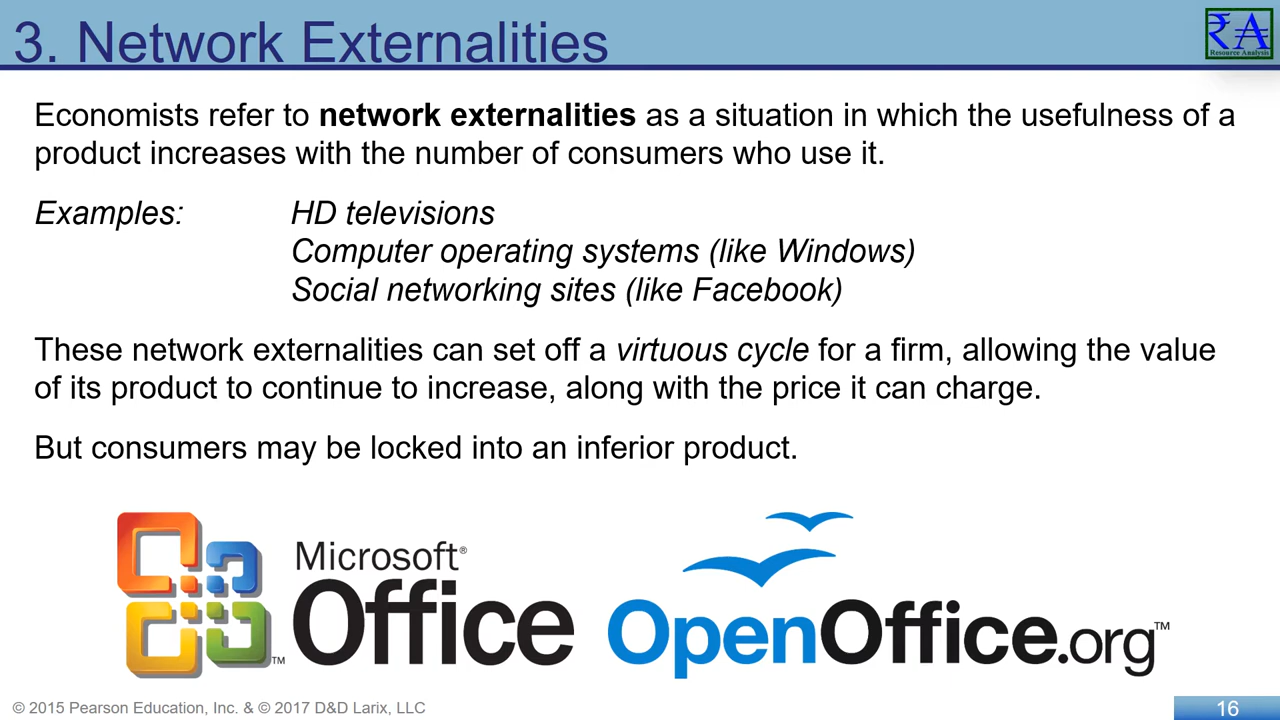 3. Network Externalities
₹A
Resource Analysis
Economists refer to network externalities as a situation in which the usefulness of a
product increases with the number of consumers who use it.
Examples: HD televisions
Computer operating systems (like Windows)
Social networking sites (like Facebook)
These network externalities can set off a virtuous cycle for a firm, allowing the value
of its product to continue to increase, along with the price it can charge.
But consumers may be locked into an inferior product.
Microsoft®
Office
™
OpenOffice.org™
© 2015 Pearson Education, Inc. & © 2017 D&D Larix, LLC
16